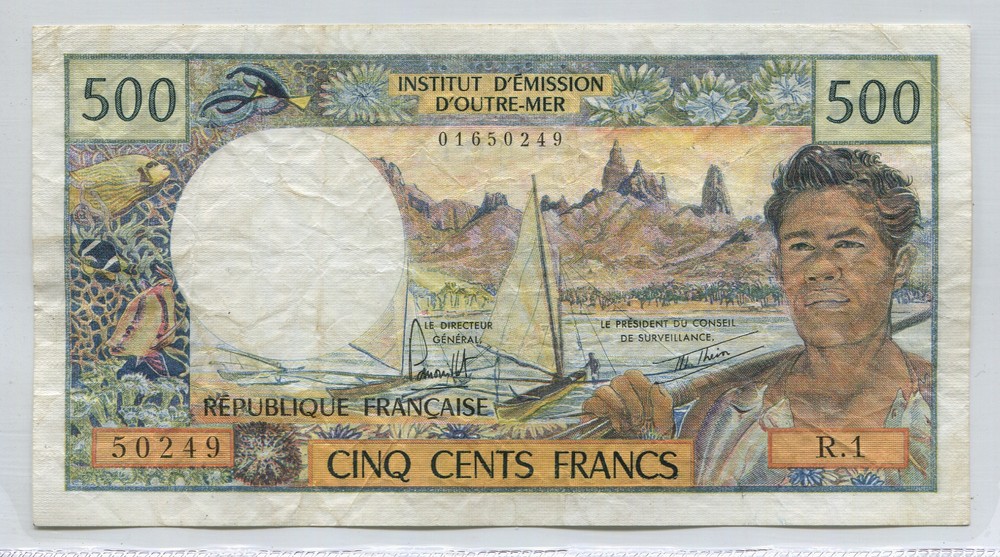 500
INSTITUT D'ÉMISSION
D'OUTRE-MER
500
01650249
LE DIRECTEUR
GÉNÉRAL,
LE PRÉSIDENT DU CONSEIL
DE SURVEILLANCE,
RÉPUBLIQUE FRANÇAISE
50249
CINQ CENTS FRANCS
R.1